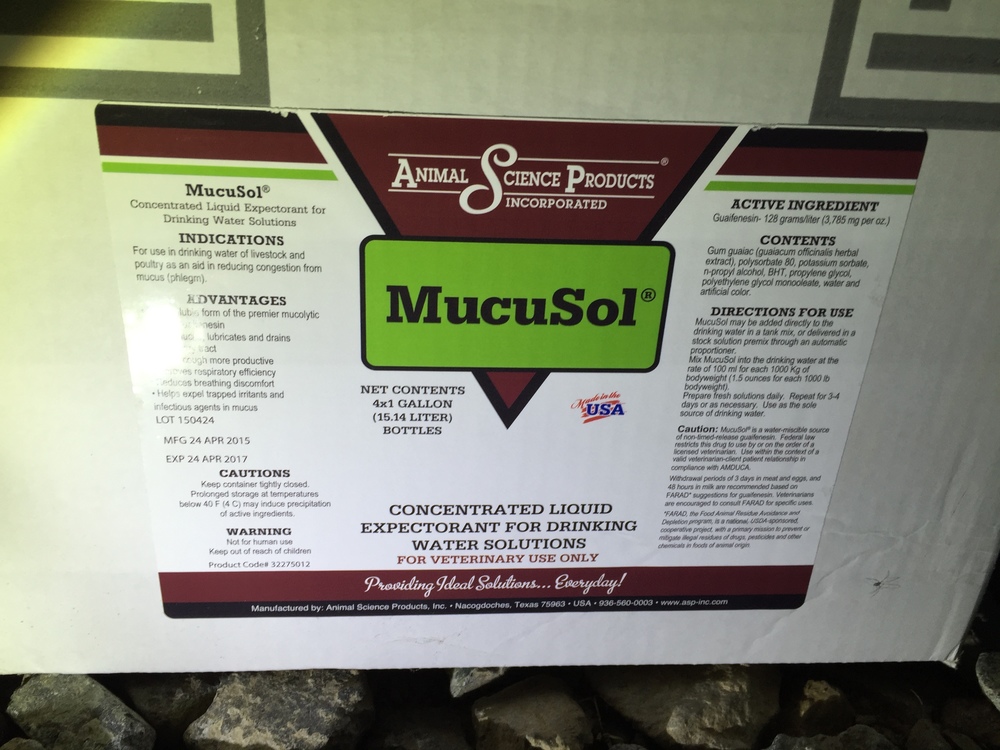 MucuSol®
Concentrated Liquid Expectorant for
Drinking Water Solutions
INDICATIONS
For use in drinking water of livestock and
poultry as an aid in reducing congestion from
mucus (phlegm).
ADVANTAGES
form of the premier mucolytic
lubricates and drains
more productive
respiratory efficiency
Reduces breathing discomfort
• Helps expel trapped irritants and
infectious agents in mucus
LOT 150424
MFG 24 APR 2015
EXP 24 APR 2017
CAUTIONS
Keep container tightly closed.
Prolonged storage at temperatures
below 40 F (4 C) may induce precipitation
of active ingredients.
WARNING
Not for human use
Keep out of reach of children
Product Code# 32275012
ANIMAL SCIENCE PRODUCTS®
INCORPORATED
MucuSol®
NET CONTENTS
4x1 GALLON
(15.14 LITER)
BOTTLES
Made in the
USA
CONCENTRATED LIQUID
EXPECTORANT FOR DRINKING
WATER SOLUTIONS
FOR VETERINARY USE ONLY
ACTIVE INGREDIENT
Guaifenesin- 128 grams/liter (3,785 mg per oz.)
CONTENTS
Gum guaiac (guaiacum officinalis herbal
extract), polysorbate 80, potassium sorbate,
n-propyl alcohol, BHT, propylene glycol,
polyethylene glycol monooleate, water and
artificial color.
DIRECTIONS FOR USE
MucuSol may be added directly to the
drinking water in a tank mix, or delivered in a
stock solution premix through an automatic
proportioner.
Mix MucuSol into the drinking water at the
rate of 100 ml for each 1000 Kg of
bodyweight (1.5 ounces for each 1000 lb
bodyweight).
Prepare fresh solutions daily. Repeat for 3-4
days or as necessary. Use as the sole
source of drinking water.
Caution: MucuSol® is a water-miscible source
of non-timed-release guaifenesin. Federal law
restricts this drug to use by or on the order of a
licensed veterinarian. Use within the context of a
valid veterinarian-client patient relationship in
compliance with AMDUCA.
Withdrawal periods of 3 days in meat and eggs, and
48 hours in milk are recommended based on
FARAD* suggestions for guaifenesin. Veterinarians
are encouraged to consult FARAD for specific uses.
*FARAD, the Food Animal Residue Avoidance and
Depletion program, is a national, USDA-sponsored,
cooperative project, with a primary mission to prevent or
mitigate illegal residues of drugs, pesticides and other
chemicals in foods of animal origin.
Providing Ideal Solutions... Everyday!
Manufactured by: Animal Science Products, Inc. • Nacogdoches, Texas 75963 • USA • 936-560-0003 • www.asp-inc.com